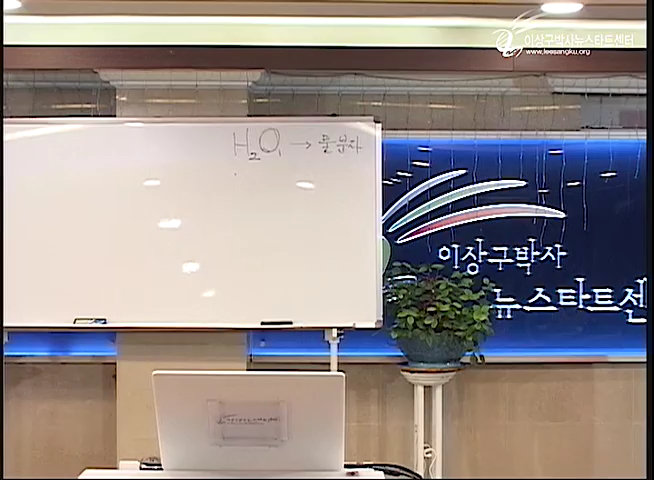 이상구박사뉴스타트센터
www.leesangku.org
H₂O → 물 분자
이상구박사
뉴스타트센